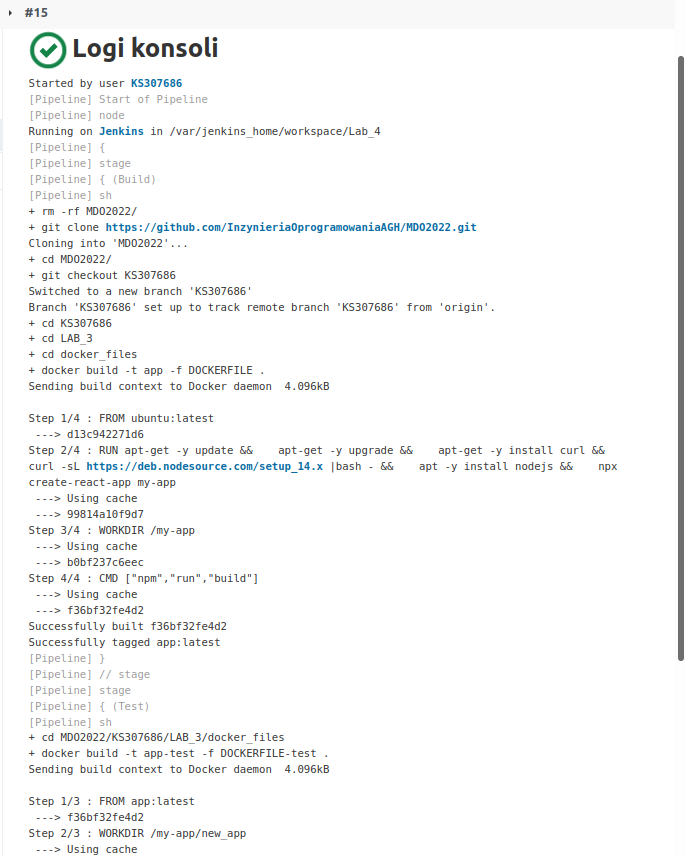 #15
Logi konsoli
Started by user KS307686
[Pipeline] Start of Pipeline
[Pipeline] node
Running on Jenkins in /var/jenkins_home/workspace/Lab_4
[Pipeline] {
[Pipeline] stage
[Pipeline] { (Build)
[Pipeline] sh
+ rm -rf MDO2022/
+ git clone https://github.com/InzynieriaOprogramowaniaAGH/MDO2022.git
Cloning into 'MDO2022'...
+ cd MDO2022/
+ git checkout KS307686
Switched to a new branch 'KS307686'
Branch 'KS307686' set up to track remote branch 'KS307686' from 'origin'.
+ cd KS307686
+ cd LAB_3
+ cd docker_files
+ docker build -t app -f DOCKERFILE .
Sending build context to Docker daemon  4.096kB
Step 1/4 : FROM ubuntu:latest
 ---> d13c942271d6
Step 2/4 : RUN apt-get -y update &&    apt-get -y upgrade &&    apt-get -y install curl &&
curl -sL https://deb.nodesource.com/setup_14.x |bash - &&    apt -y install nodejs &&    npx
create-react-app my-app
 ---> Using cache
 ---> 99814a10f9d7
Step 3/4 : WORKDIR /my-app
 ---> Using cache
 ---> b0bf237c6eec
Step 4/4 : CMD ["npm","run","build"]
 ---> Using cache
 ---> f36bf32fe4d2
Successfully built f36bf32fe4d2
Successfully tagged app:latest
[Pipeline] }
[Pipeline] // stage
[Pipeline] stage
[Pipeline] { (Test)
[Pipeline] sh
+ cd MDO2022/KS307686/LAB_3/docker_files
+ docker build -t app-test -f DOCKERFILE-test .
Sending build context to Docker daemon  4.096kB
Step 1/3 : FROM app:latest
 ---> f36bf32fe4d2
Step 2/3 : WORKDIR /my-app/new_app
 ---> Using cache